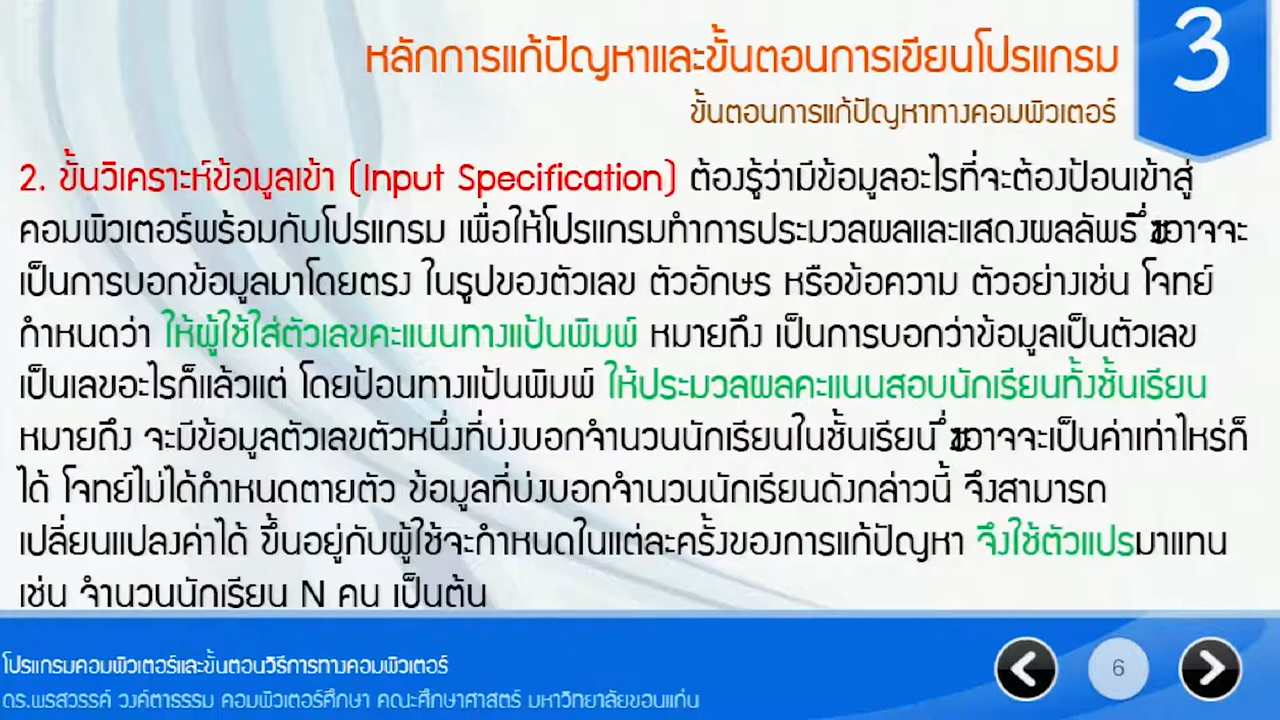 3
หลักการแก้ปัญหาและขั้นตอนการเขียนโปรแกรม
ขั้นตอนการแก้ปัญหาทางคอมพิวเตอร์
2. ขั้นวิเคราะห์ข้อมูลเข้า (Input Specification) ต้องรู้ว่ามีข้อมูลอะไรที่จะต้องป้อนเข้าสู่
คอมพิวเตอร์พร้อมกับโปรแกรม เพื่อให้โปรแกรมทำการประมวลผลและแสดงผลลัพธ์ ซึ่งอาจจะ
เป็นการบอกข้อมูลมาโดยตรง ในรูปของตัวเลข ตัวอักษร หรือข้อความ ตัวอย่างเช่น โจทย์
กำหนดว่า ให้ผู้ใช้ใส่ตัวเลขคะแนนทางแป้นพิมพ์ หมายถึง เป็นการบอกว่าข้อมูลเป็นตัวเลข
เป็นเลขอะไรก็แล้วแต่ โดยป้อนทางแป้นพิมพ์ ให้ประมวลผลคะแนนสอบนักเรียนทั้งชั้นเรียน
หมายถึง จะมีข้อมูลตัวเลขตัวหนึ่งที่บ่งบอกจำนวนนักเรียนในชั้นเรียน ซึ่งอาจจะเป็นค่าเท่าไหร่ก็
ได้ โจทย์ไม่ได้กำหนดตายตัว ข้อมูลที่บ่งบอกจำนวนนักเรียนดังกล่าวนี้ จึงสามารถ
เปลี่ยนแปลงค่าได้ ขึ้นอยู่กับผู้ใช้จะกำหนดในแต่ละครั้งของการแก้ปัญหา จึงใช้ตัวแปรมาแทน
เช่น จำนวนนักเรียน N คน เป็นต้น
โปรแกรมคอมพิวเตอร์และขั้นตอนวิธีการทางคอมพิวเตอร์
ดร.พรสวรรค์ วงค์ตาธรรม คอมพิวเตอร์ศึกษา คณะศึกษาศาสตร์ มหาวิทยาลัยขอนแก่น
6